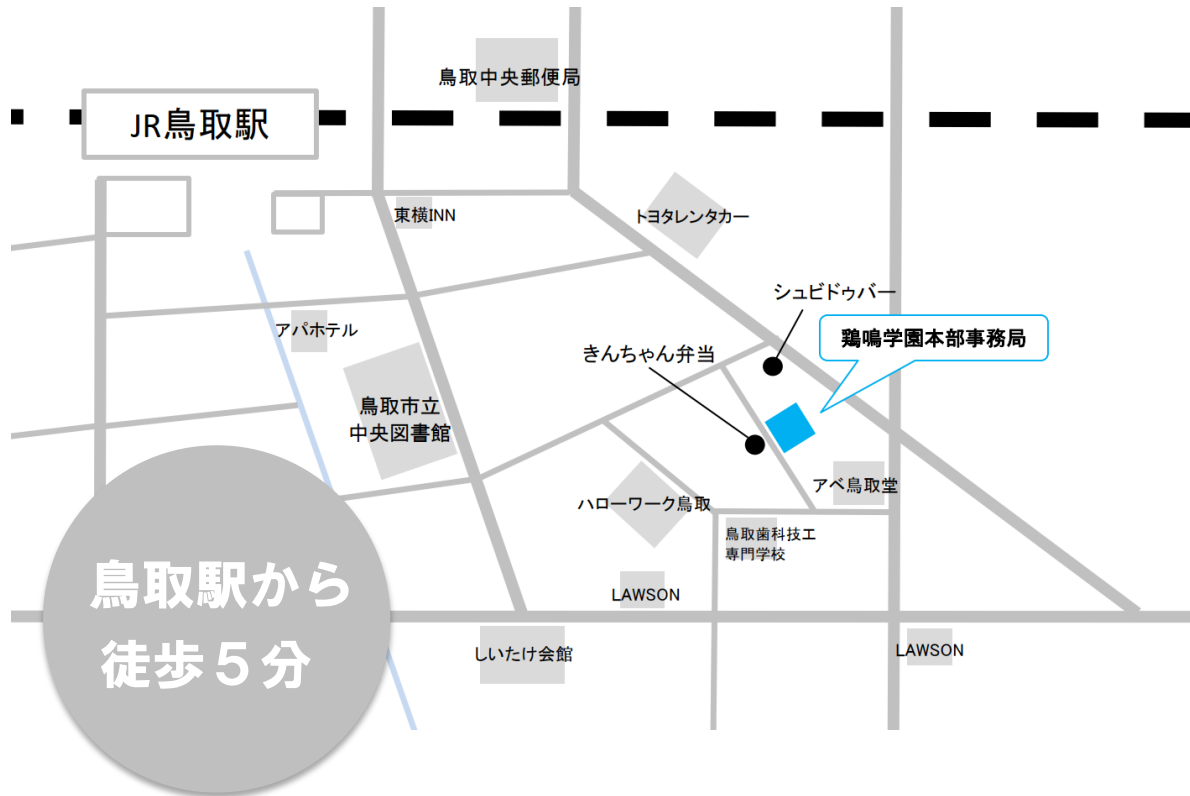 鳥取中央郵便局
JR鳥取駅
東横INN
トヨタレンタカー
シュビドゥバー
アパホテル
鶏鳴学園本部事務局
きんちゃん弁当
鳥取市立
中央図書館
アベ鳥取堂
ハローワーク鳥取
鳥取歯科技工
専門学校
鳥取駅から
徒歩5分
LAWSON
しいたけ会館
LAWSON